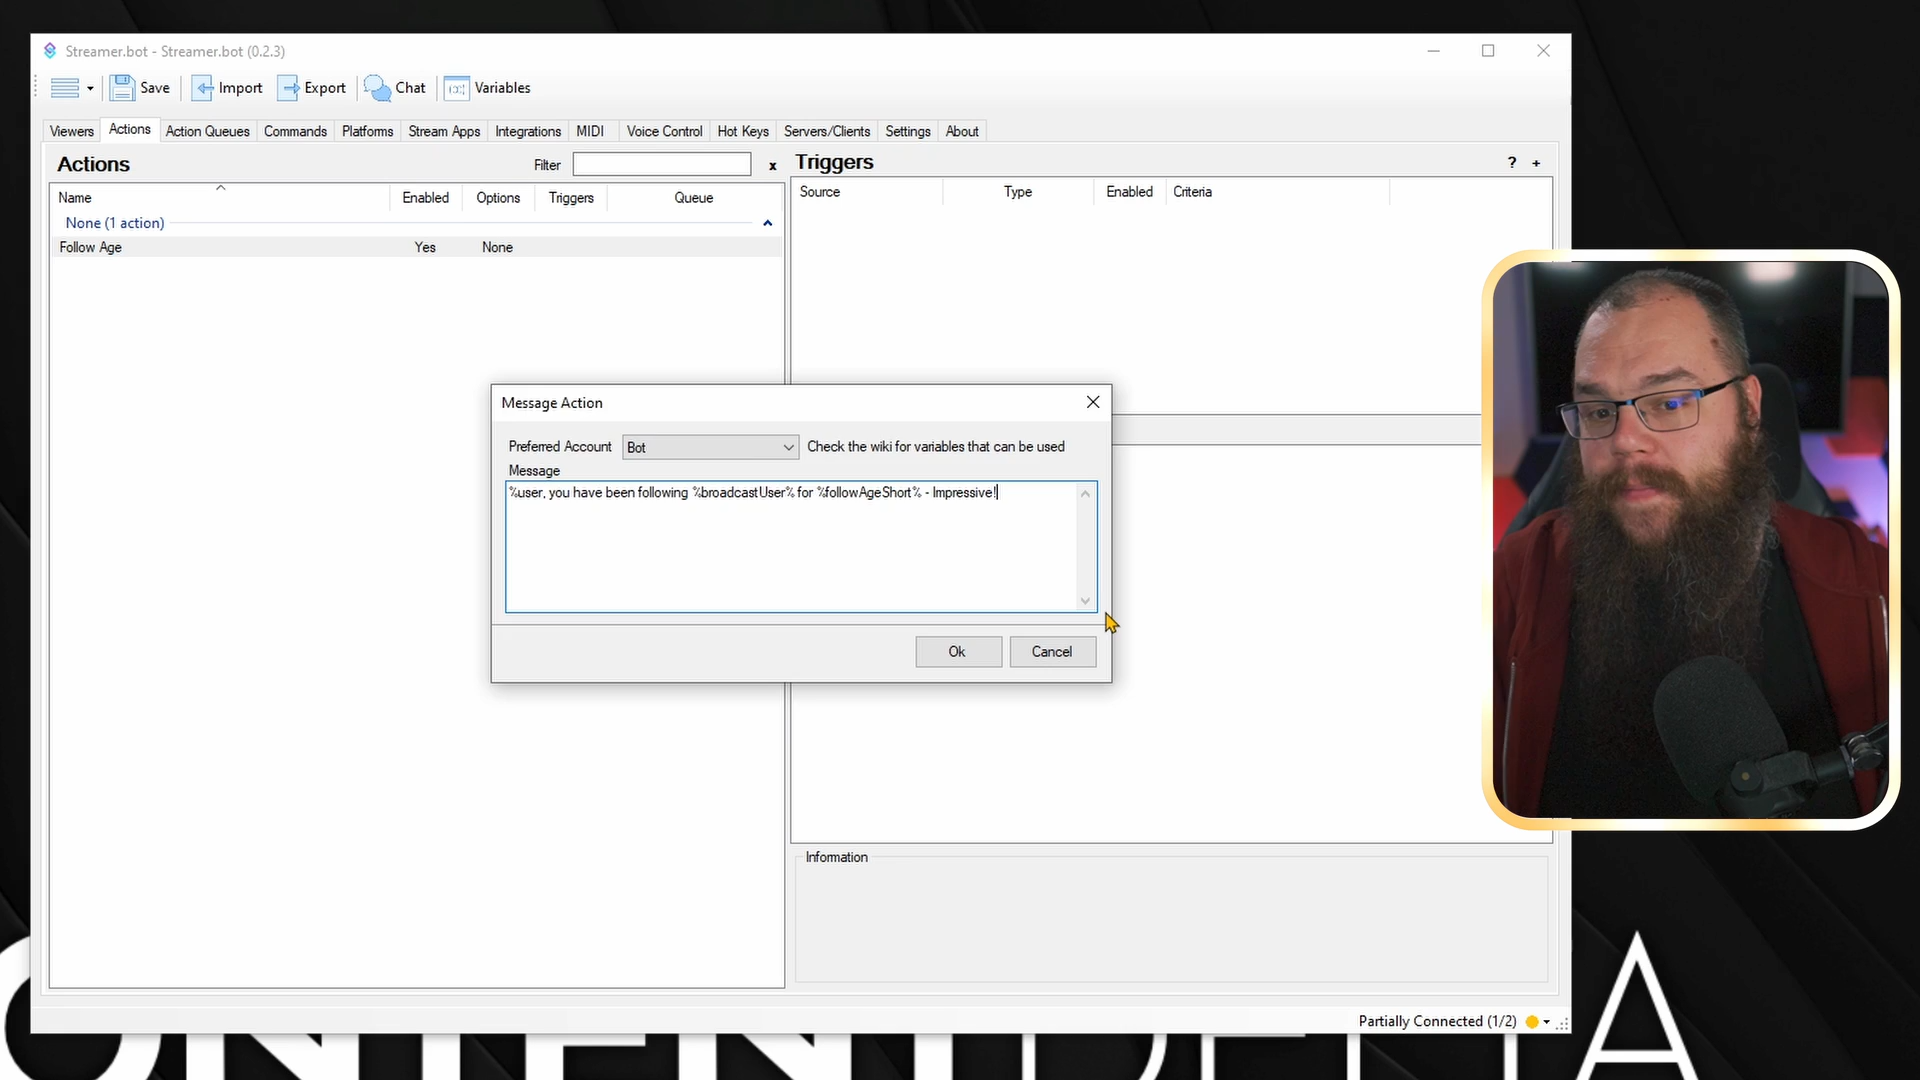 Streamer.bot - Streamer.bot (0.2.3)
Save
Import
Export
Chat
Variables
Viewers
Actions
Action Queues
Commands
Platforms
Stream Apps
Integrations
MIDI
Voice Control
Hot Keys
Servers/Clients
Settings
About
Actions
Filter
x
Triggers
? +
Name
Enabled
Options
Triggers
Queue
Source
Type
Enabled
Criteria
None (1 action)
Follow Age
Yes
None
Message Action
Preferred Account
Bot
Check the wiki for variables that can be used
Message
%user, you have been following %broadcastUser% for %followAgeShort% - Impressive!
Ok
Cancel
Information
Partially Connected (1/2)